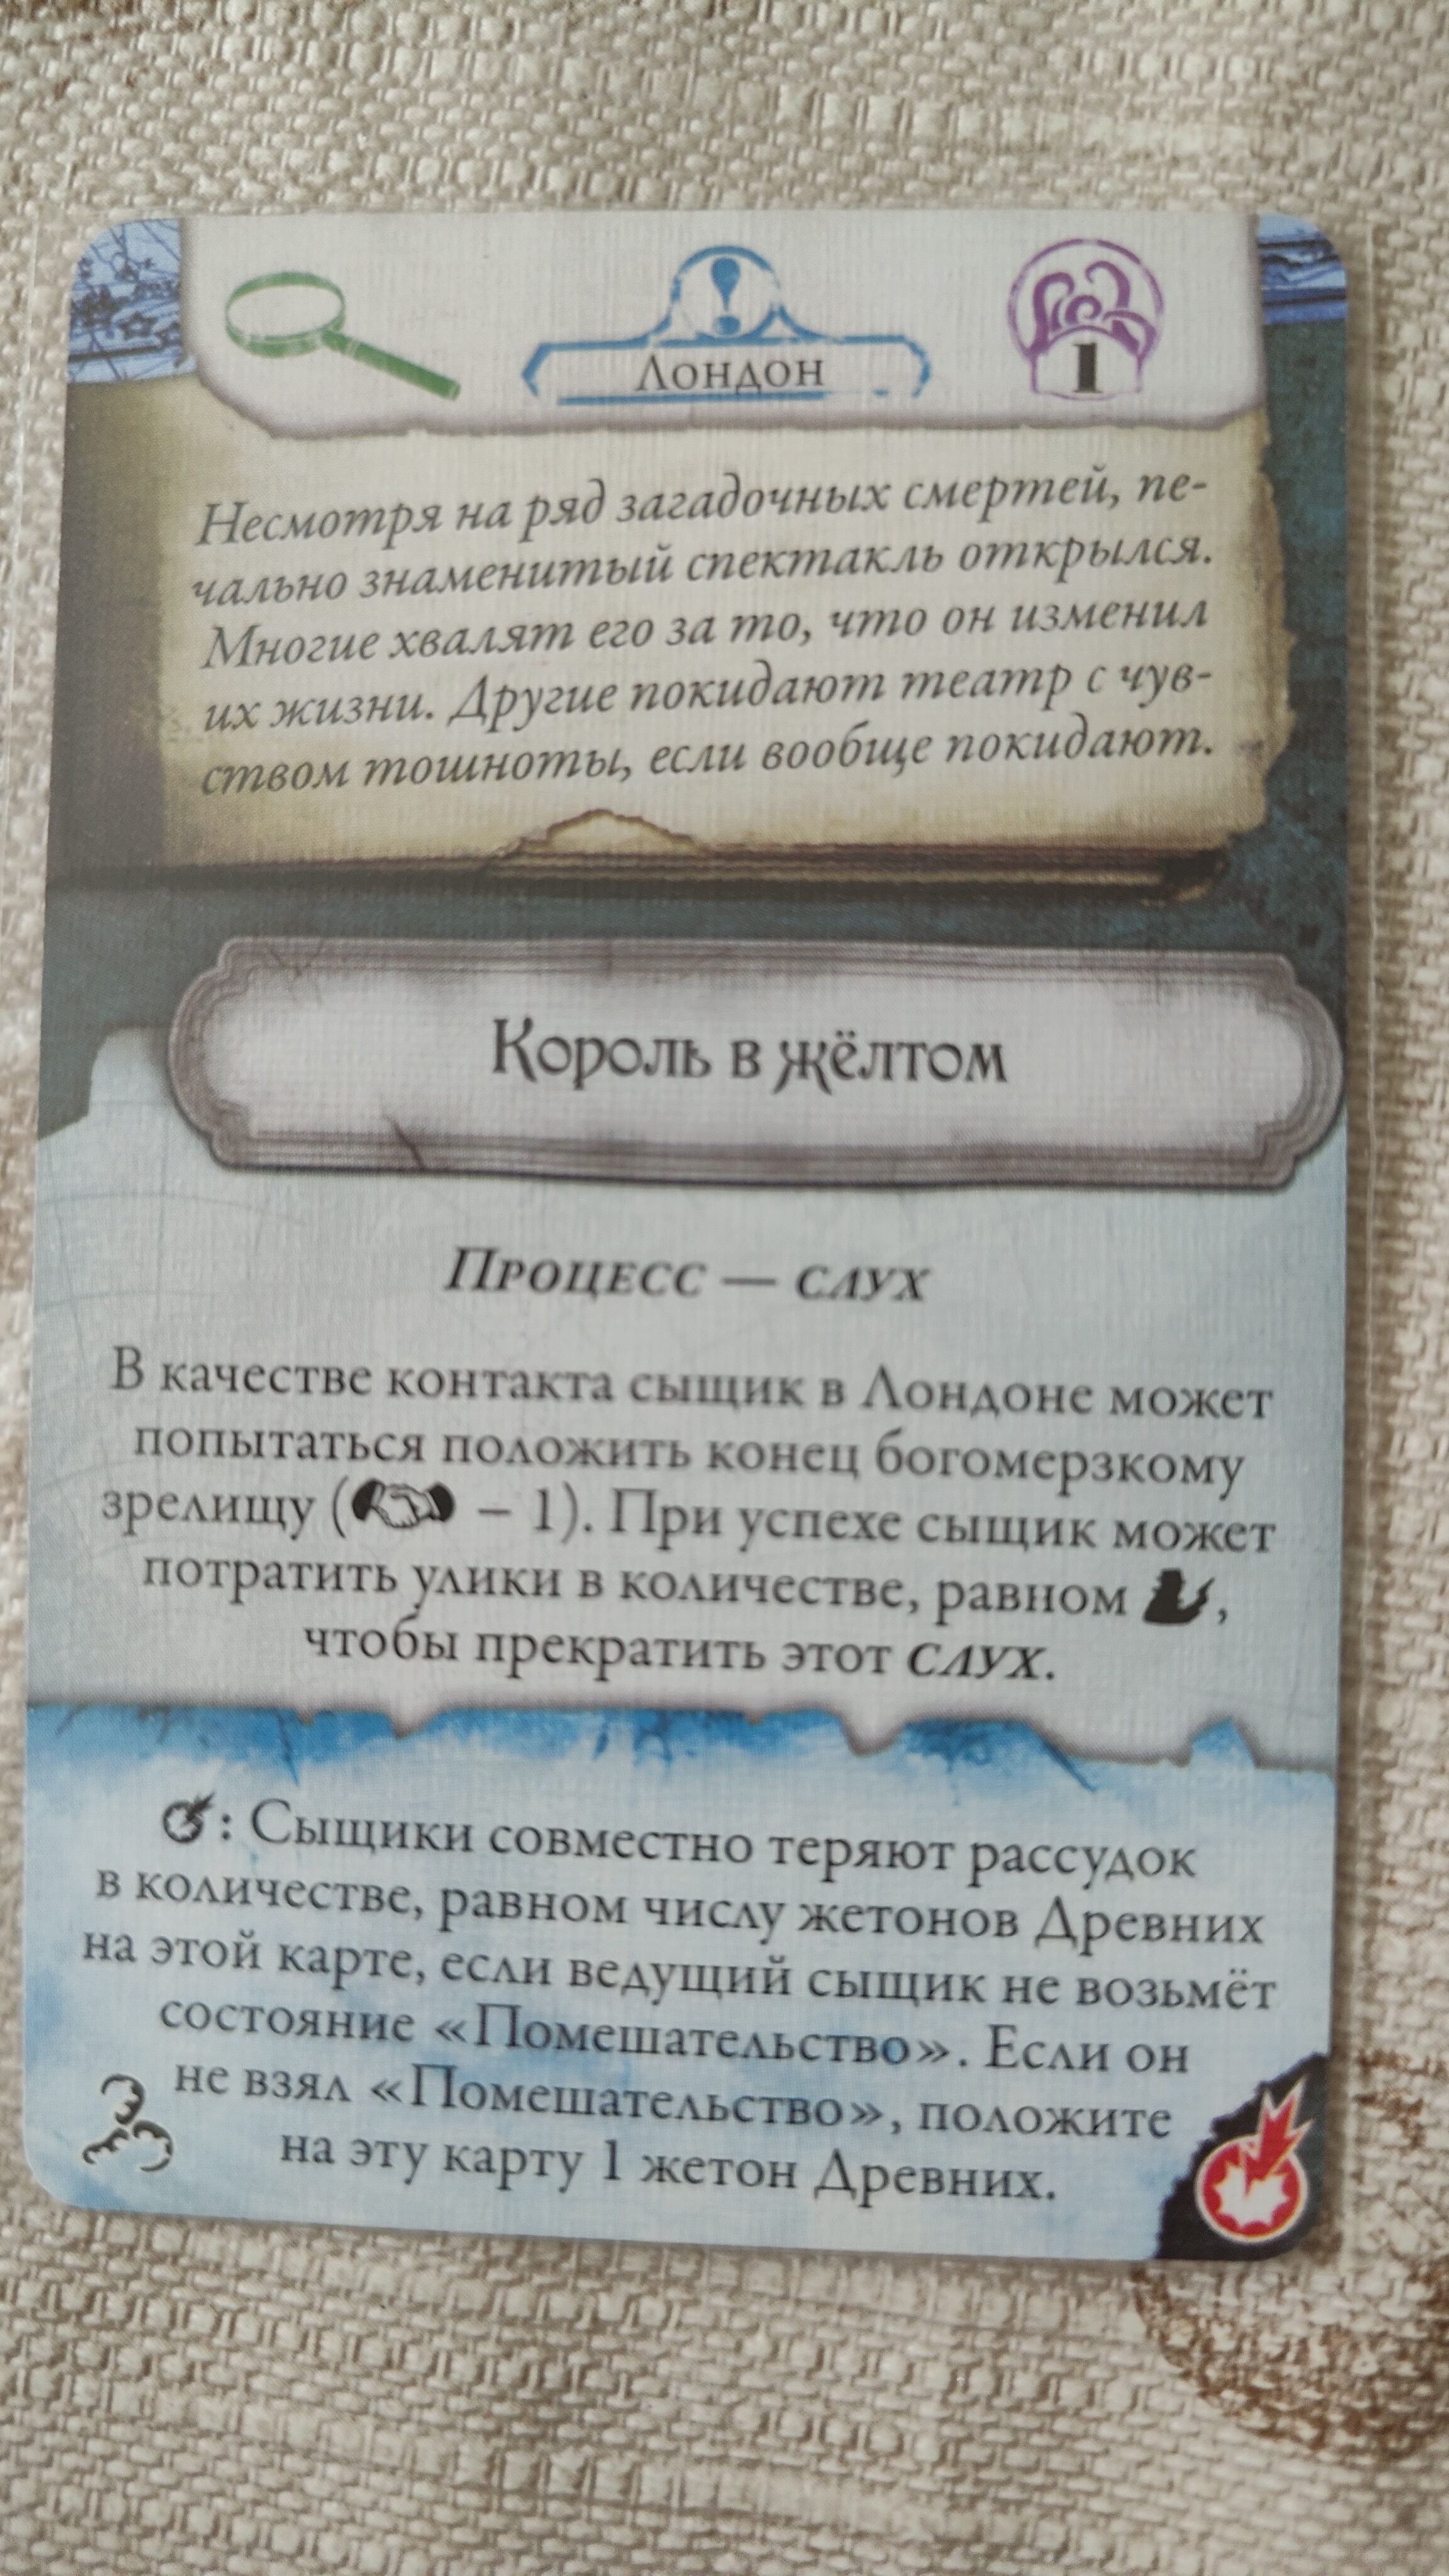 Лондон
1
Несмотря на ряд загадочных смертей, пе-
чально знаменитый спектакль открылся.
Многие хвалят его за то, что он изменил
их жизни. Другие покидают театр с чув-
ством тошноты, если вообще покидают.
Король в жёлтом
Процесс — слух
В качестве контакта сыщик в Лондоне может
попытаться положить конец богомерзкому
зрелищу ( – 1). При успехе сыщик может
потратить улики в количестве, равном ,
чтобы прекратить этот слух.
: Сыщики совместно теряют рассудок
в количестве, равном числу жетонов Древних
на этой карте, если ведущий сыщик не возьмёт
состояние «Помешательство». Если он
не взял «Помешательство», положите
на эту карту 1 жетон Древних.